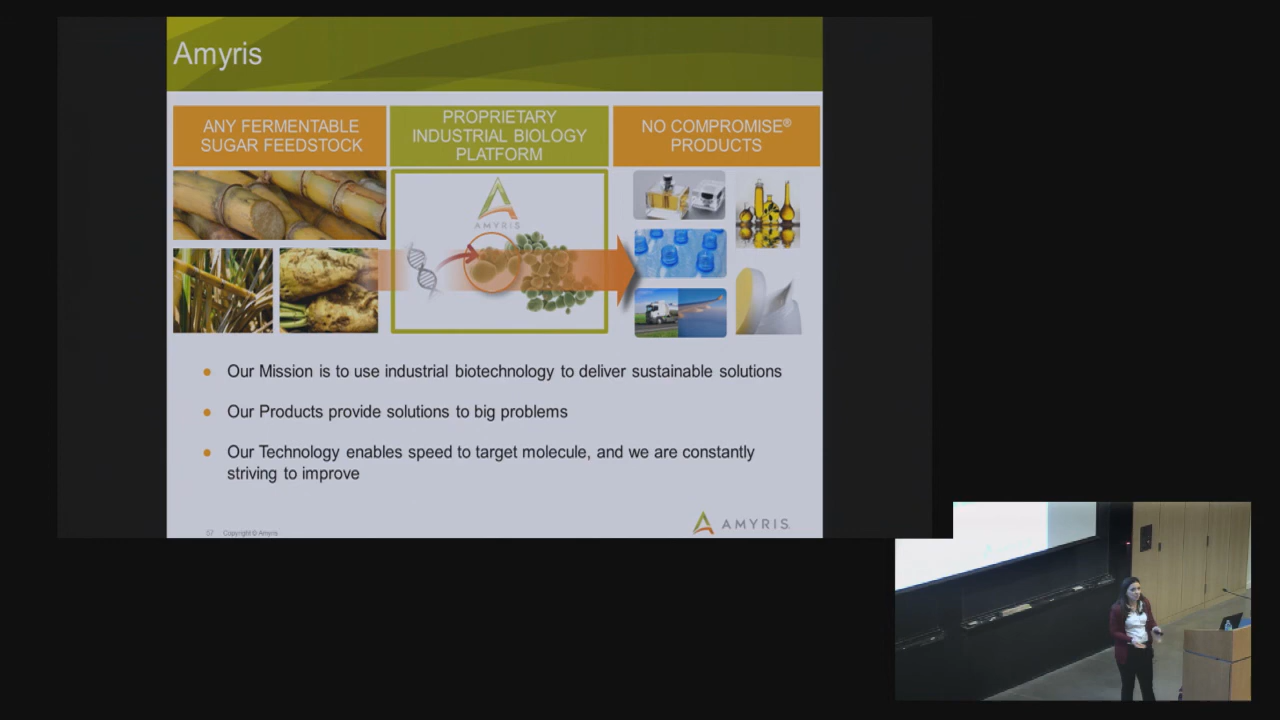 Amyris
ANY FERMENTABLE
SUGAR FEEDSTOCK
PROPRIETARY
INDUSTRIAL BIOLOGY
PLATFORM
NO COMPROMISE®
PRODUCTS
AMYRIS
• Our Mission is to use industrial biotechnology to deliver sustainable solutions
• Our Products provide solutions to big problems
• Our Technology enables speed to target molecule, and we are constantly
striving to improve
57 Copyright © Amyris
AMYRIS